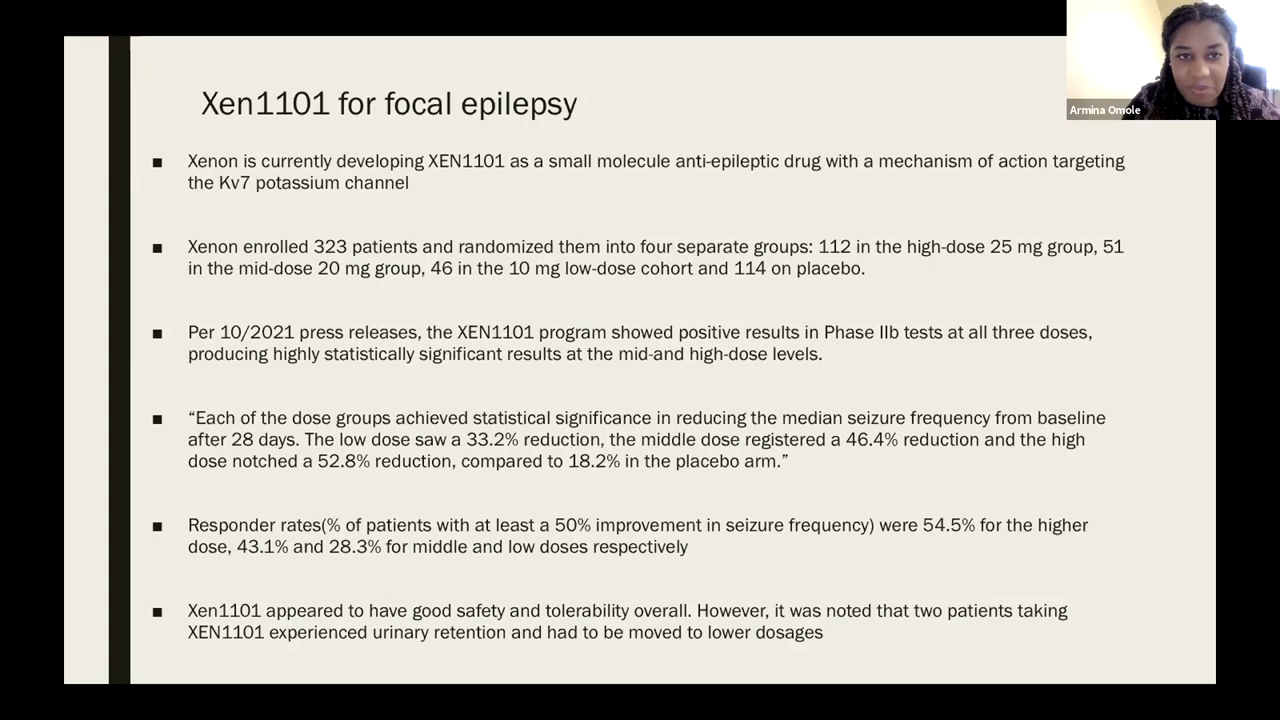 Xen1101 for focal epilepsy
Armina Omole
■ Xenon is currently developing XEN1101 as a small molecule anti-epileptic drug with a mechanism of action targeting
the Kv7 potassium channel
■ Xenon enrolled 323 patients and randomized them into four separate groups: 112 in the high-dose 25 mg group, 51
in the mid-dose 20 mg group, 46 in the 10 mg low-dose cohort and 114 on placebo.
■ Per 10/2021 press releases, the XEN1101 program showed positive results in Phase IIb tests at all three doses,
producing highly statistically significant results at the mid-and high-dose levels.
■ “Each of the dose groups achieved statistical significance in reducing the median seizure frequency from baseline
after 28 days. The low dose saw a 33.2% reduction, the middle dose registered a 46.4% reduction and the high
dose notched a 52.8% reduction, compared to 18.2% in the placebo arm.”
■ Responder rates(% of patients with at least a 50% improvement in seizure frequency) were 54.5% for the higher
dose, 43.1% and 28.3% for middle and low doses respectively
■ Xen1101 appeared to have good safety and tolerability overall. However, it was noted that two patients taking
XEN1101 experienced urinary retention and had to be moved to lower dosages